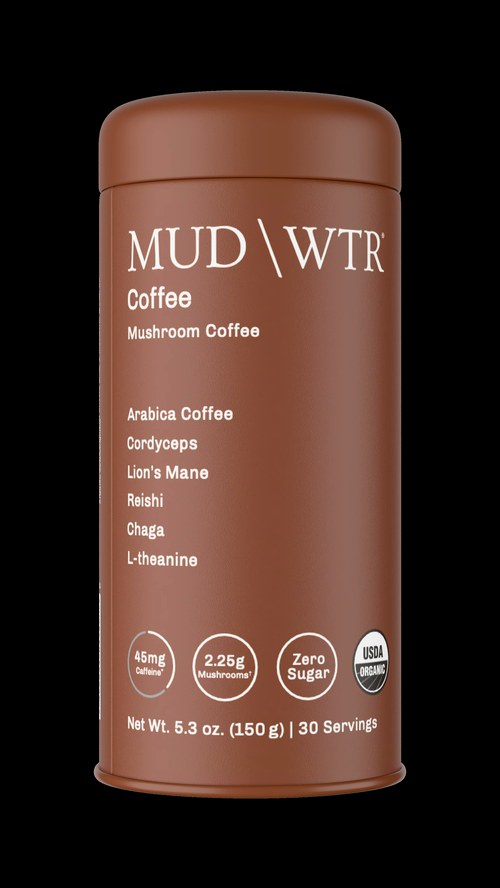 MUD\WTR®
Coffee
Mushroom Coffee
Arabica Coffee
Cordyceps
Lion's Mane
Reishi
Chaga
L-theanine
45mg
Caffeine*
2.25g
Mushrooms†
Zero
Sugar
USDA
ORGANIC
Net Wt. 5.3 oz. (150 g) | 30 Servings